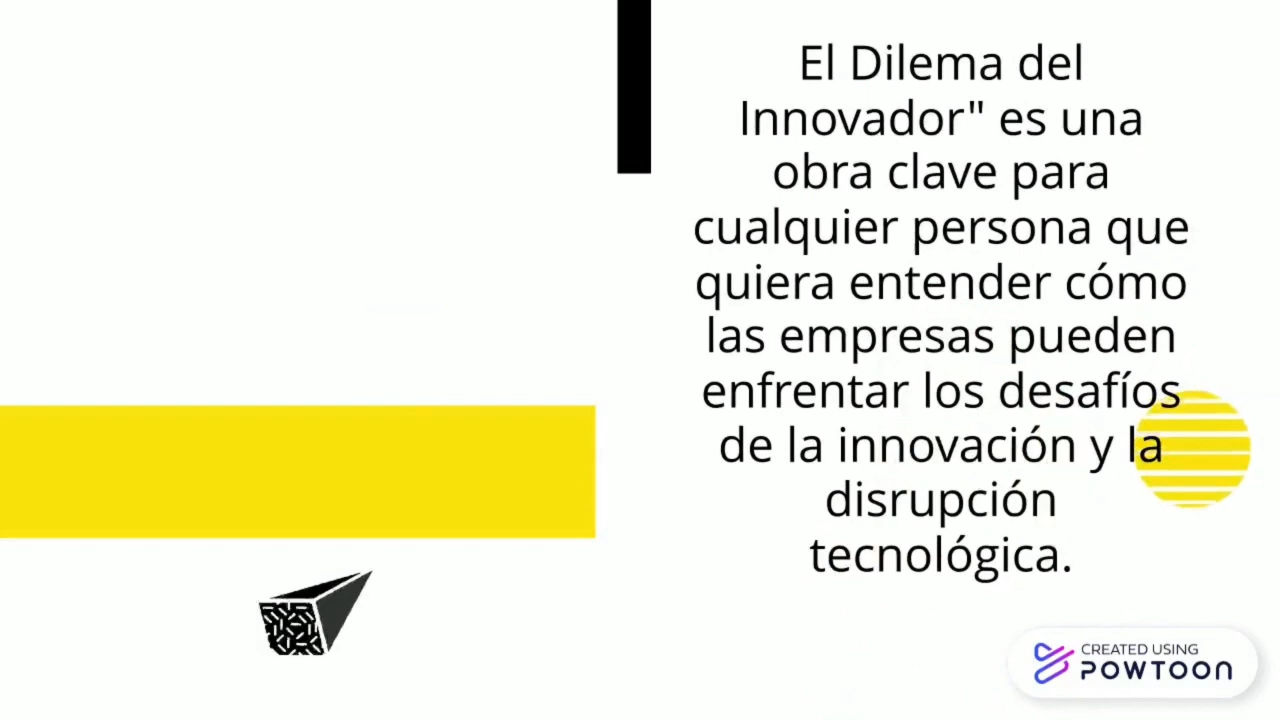 El Dilema del
Innovador" es una
obra clave para
cualquier persona que
quiera entender cómo
las empresas pueden
enfrentar los desafíos
de la innovación y la
disrupción
tecnológica.
CREATED USING
POWTOON